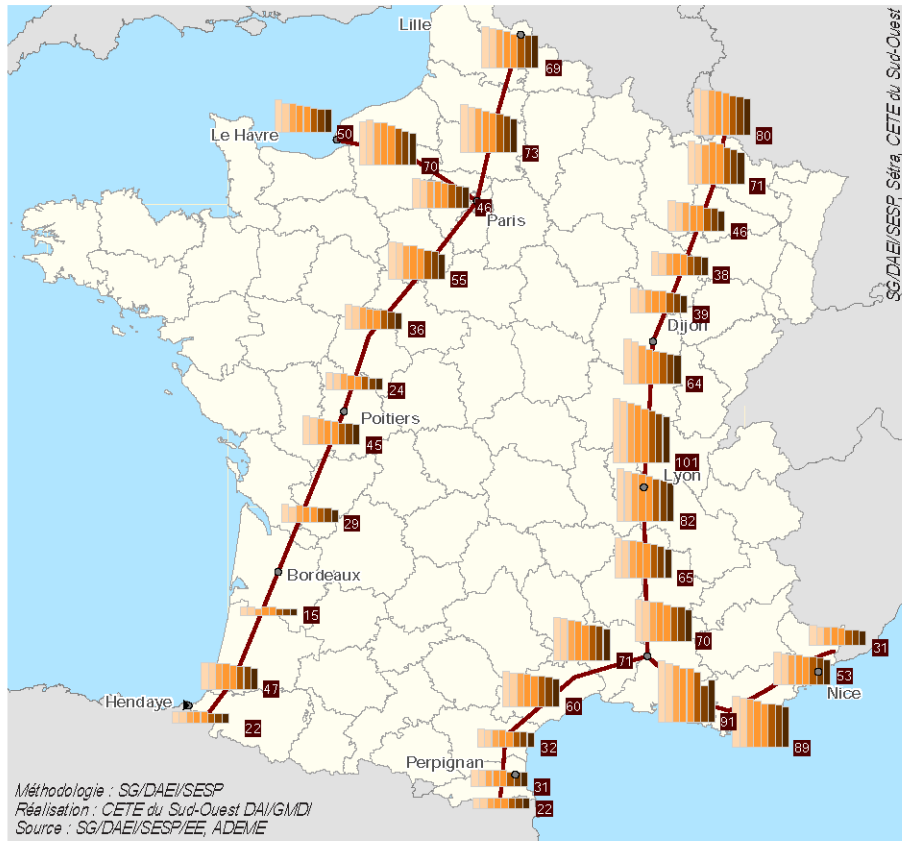 Lille
69
SG/DAEI/SESP, Sétra, CETE du Sud-Ouest
Le Havre
50
80
70
73
71
46
Paris
46
55
38
39
36
Dijon
64
24
Poitiers
45
101
Lyon
82
29
Bordeaux
65
15
70
31
71
53
47
Nice
Hendaye
60
22
91
89
32
Perpignan
31
22
Méthodologie : SG/DAEI/SESP
Réalisation : CETE du Sud-Ouest DAI/GMDI
Source : SG/DAEI/SESP/EE, ADEME